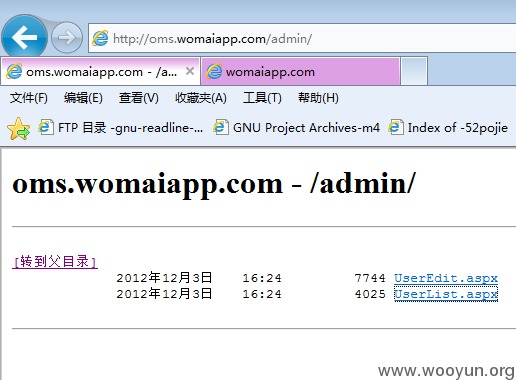 http://oms.womaiapp.com/admin/
oms.womaiapp.com - /a... womaiapp.com
文件(F) 编辑(E) 查看(V) 收藏夹(A) 工具(T) 帮助(H)
FTP 目录 -gnu-readline-... GNU Project Archives-m4 Index of -52pojie
oms.womaiapp.com - /admin/
[转到父目录]
2012年12月3日 16:24 7744 UserEdit.aspx
2012年12月3日 16:24 4025 UserList.aspx
www.wooyun.org